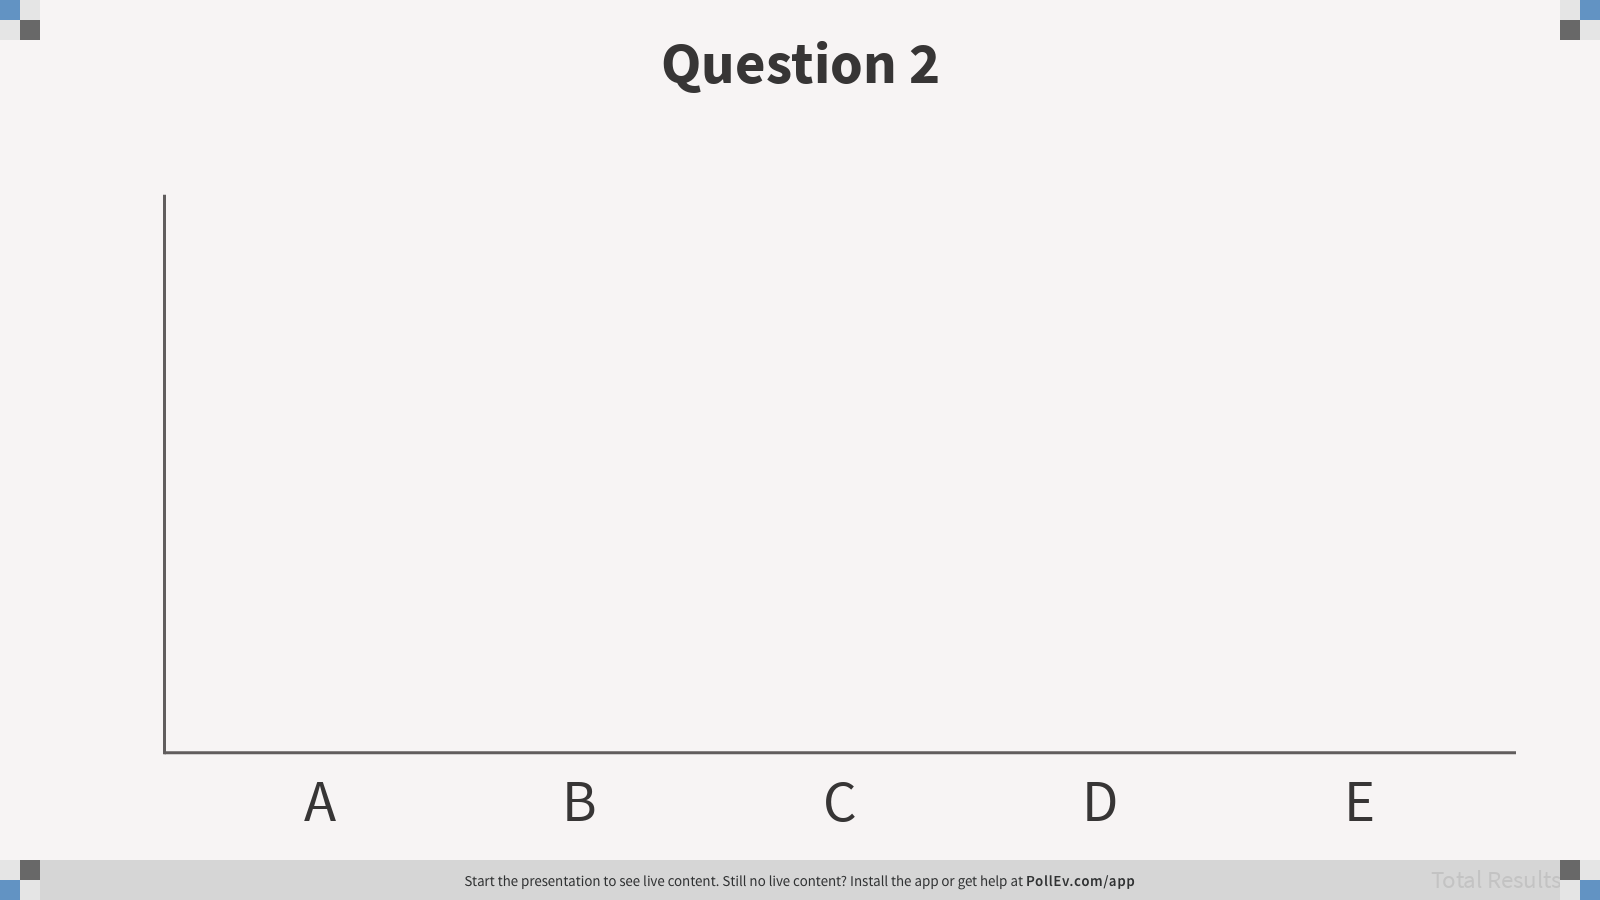 Question 2
A B C D E
Start the presentation to see live content. Still no live content? Install the app or get help at PollEv.com/app
Total Results